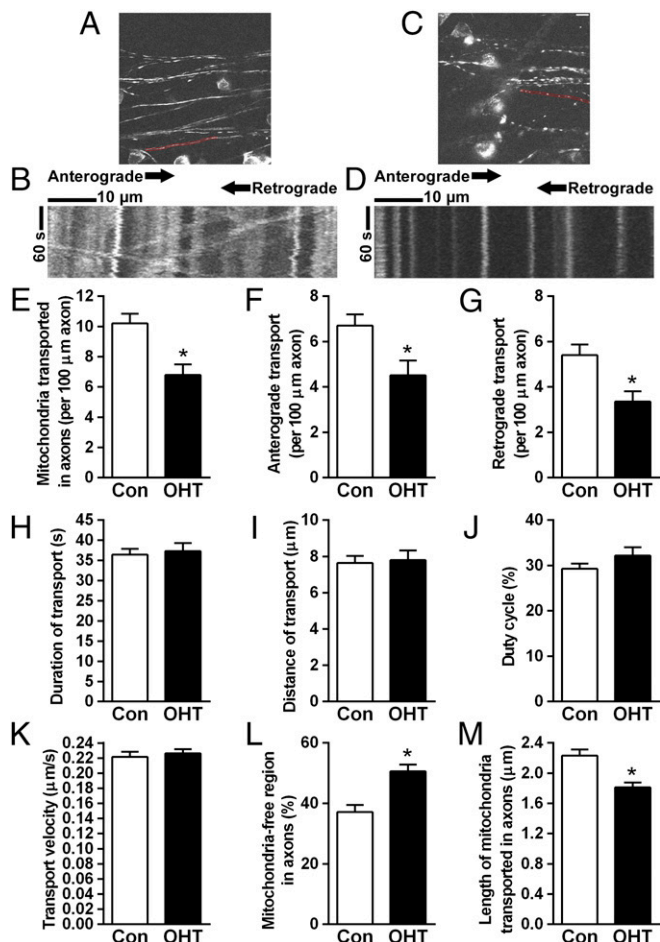 A
C
B
Anterograde
10 μm
Retrograde
60 s
D
Anterograde
10 μm
Retrograde
60 s
E
Mitochondria transported
in axons (per 100 μm axon)
12
10
8
6
4
2
0
*
Con
OHT
F
Anterograde transport
(per 100 μm axon)
8
6
4
2
0
*
Con
OHT
G
Retrograde transport
(per 100 μm axon)
8
6
4
2
0
*
Con
OHT
H
Duration of transport (s)
45
40
35
30
25
20
15
10
5
0
Con
OHT
I
Distance of transport (μm)
10
8
6
4
2
0
Con
OHT
J
Duty cycle (%)
40
30
20
10
0
Con
OHT
K
Transport velocity (μm/s)
0.24
0.22
0.20
0.18
0.16
0.14
0.12
0.10
0.08
0.06
0.04
0.02
0.00
Con
OHT
L
Mitochondria-free region
in axons (%)
60
40
20
0
*
Con
OHT
M
Length of mitochondria
transported in axons (μm)
2.4
2.0
1.6
1.2
0.8
0.4
0.0
*
Con
OHT